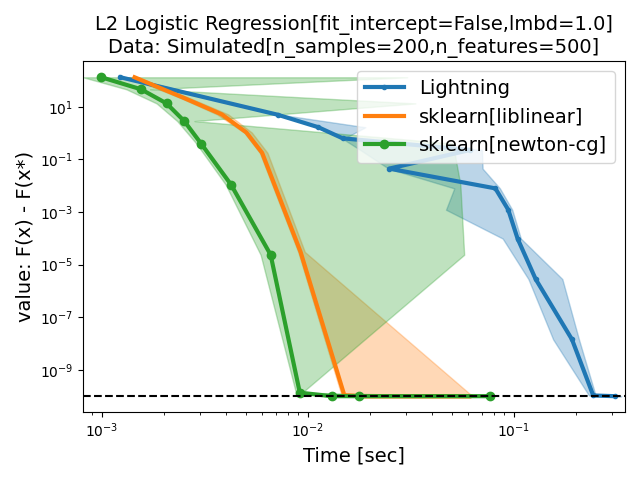 L2 Logistic Regression[fit_intercept=False,lmbd=1.0]
Data: Simulated[n_samples=200,n_features=500]
Lightning
sklearn[liblinear]
sklearn[newton-cg]
value: F(x) - F(x*)
10¹
10⁻¹
10⁻³
10⁻⁵
10⁻⁷
10⁻⁹
10⁻³
10⁻²
10⁻¹
Time [sec]